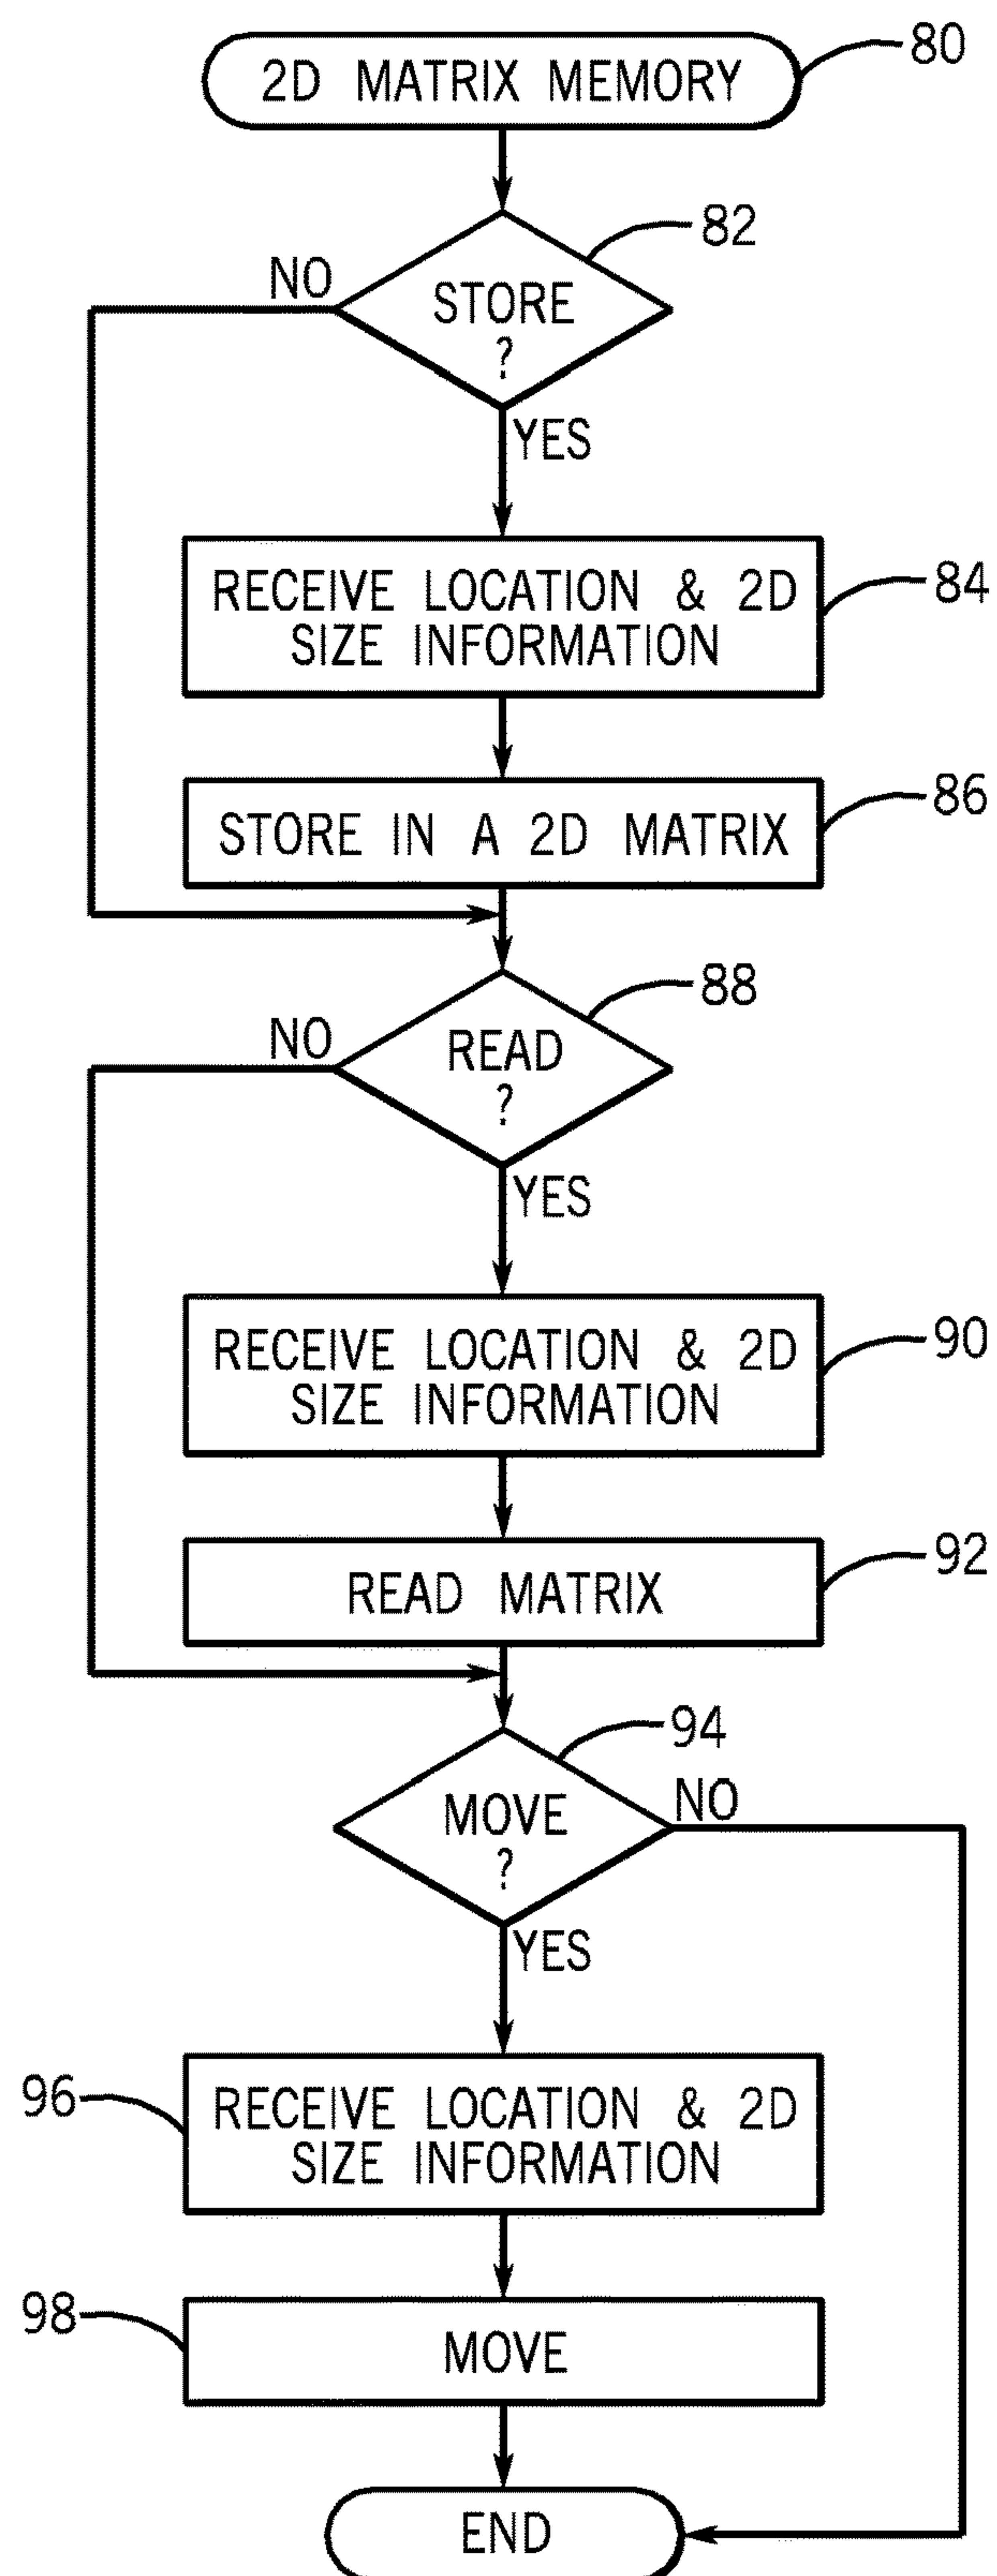 2D MATRIX MEMORY
80
82
NO
STORE
?
YES
RECEIVE LOCATION & 2D
SIZE INFORMATION
84
STORE IN A 2D MATRIX
86
88
NO
READ
?
YES
RECEIVE LOCATION & 2D
SIZE INFORMATION
90
READ MATRIX
92
94
MOVE
?
NO
YES
96
RECEIVE LOCATION & 2D
SIZE INFORMATION
98
MOVE
END